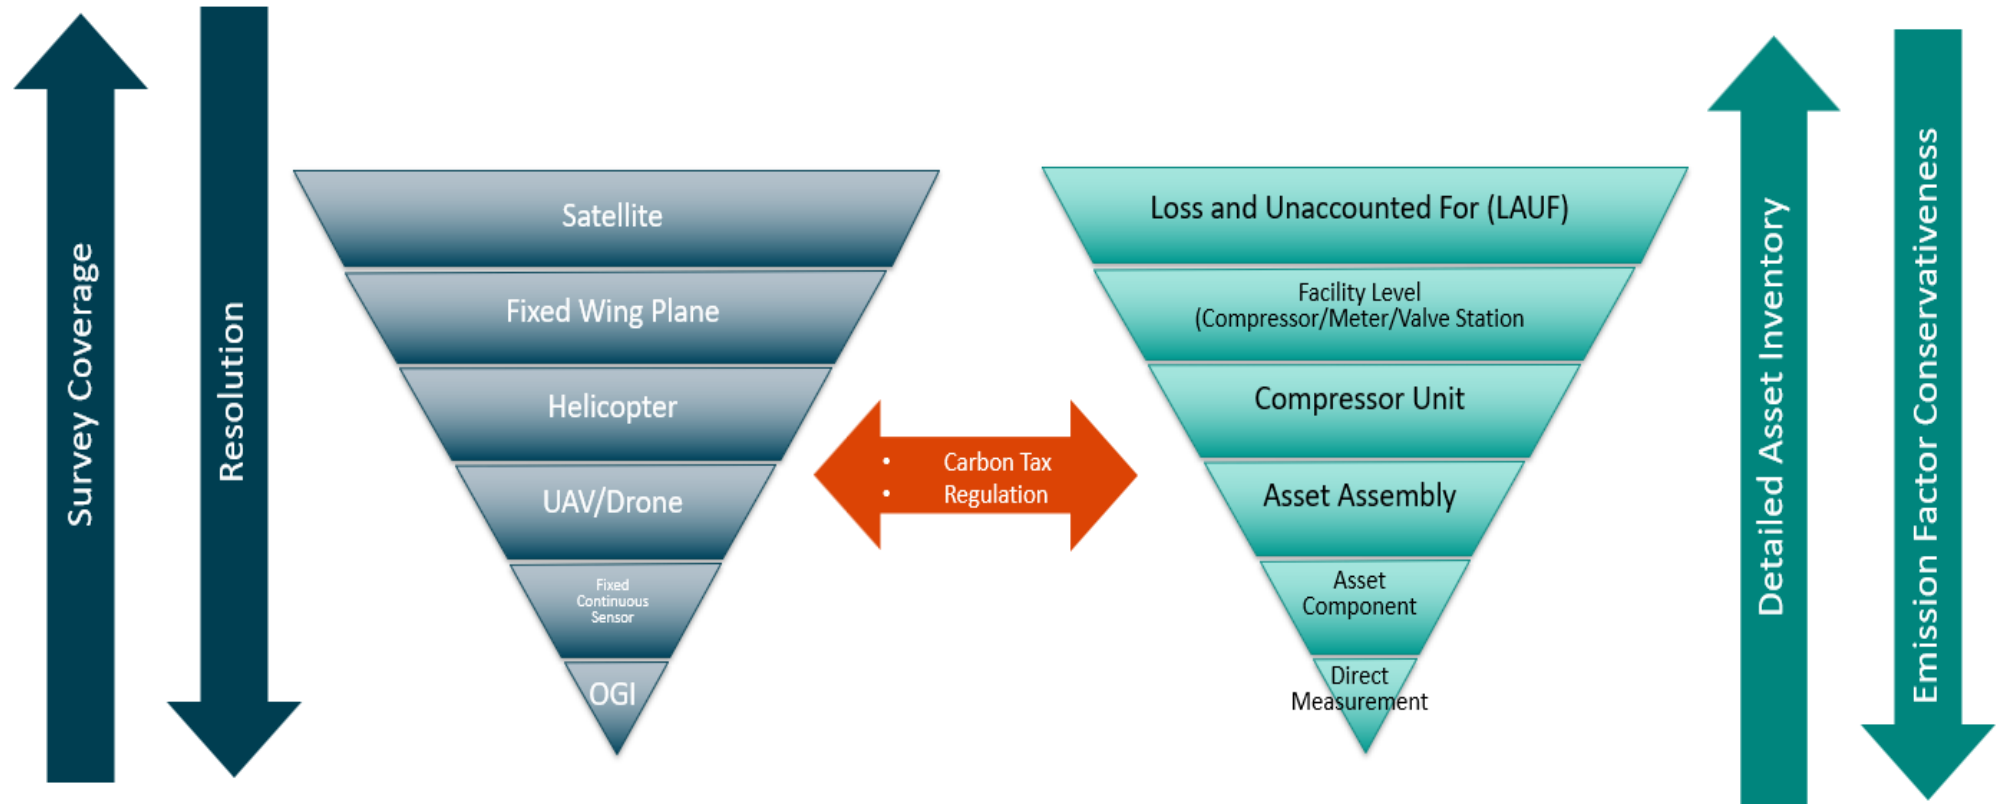 Survey Coverage
Resolution
Satellite
Fixed Wing Plane
Helicopter
UAV/Drone
Fixed
Continuous
Sensor
OGI
• Carbon Tax
• Regulation
Loss and Unaccounted For (LAUF)
Facility Level
(Compressor/Meter/Valve Station
Compressor Unit
Asset Assembly
Asset
Component
Direct
Measurement
Detailed Asset Inventory
Emission Factor Conservativeness